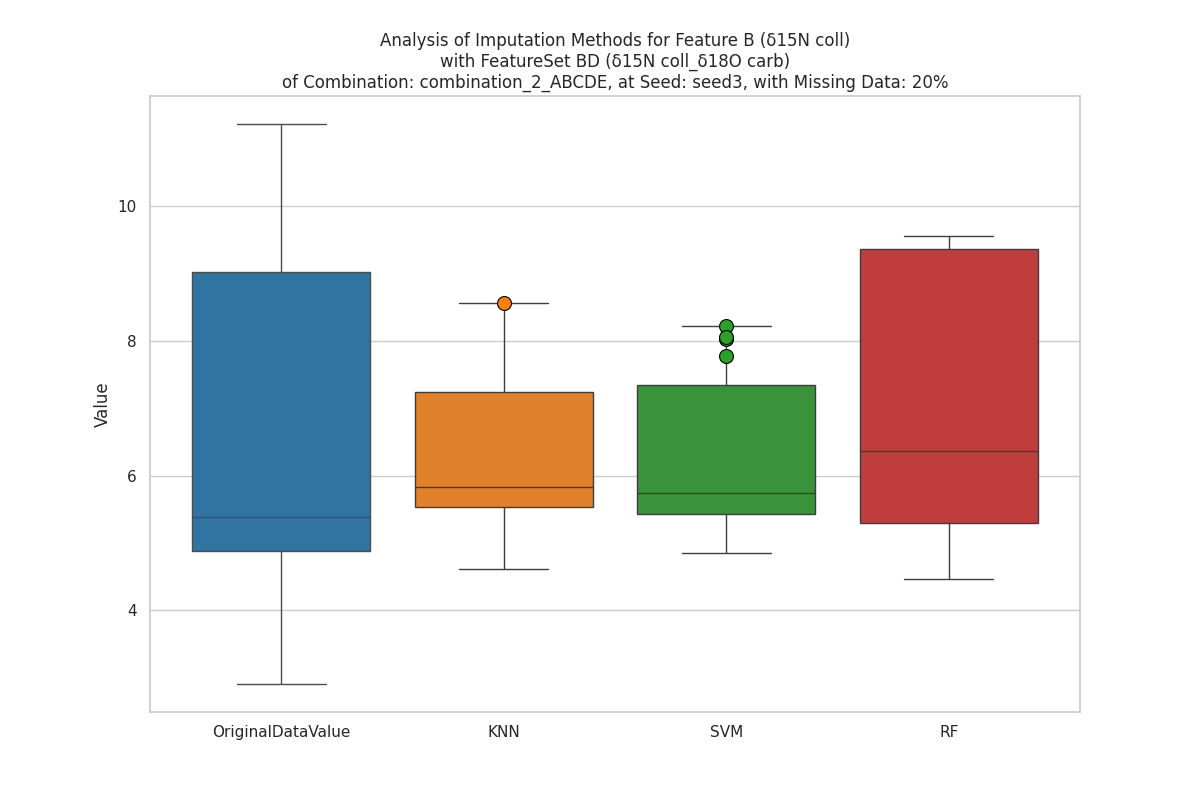 Analysis of Imputation Methods for Feature B (δ15N coll)
with FeatureSet BD (δ15N coll_δ18O carb)
of Combination: combination_2_ABCDE, at Seed: seed3, with Missing Data: 20%
10
8
6
4
Value
OriginalDataValue
KNN
SVM
RF